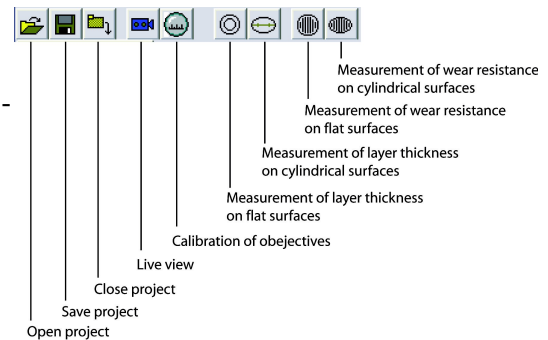 Measurement of wear resistance
on cylindrical surfaces
Measurement of wear resistance
on flat surfaces
Measurement of layer thickness
on cylindrical surfaces
Measurement of layer thickness
on flat surfaces
Calibration of obejectives
Live view
Close project
Save project
Open project